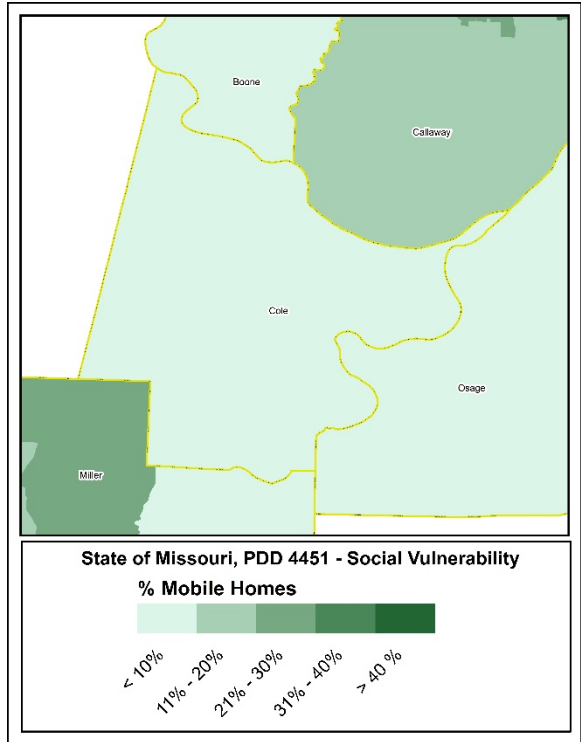 Boone
Callaway
Cole
Osage
Miller
State of Missouri, PDD 4451 - Social Vulnerability
% Mobile Homes
< 10%
11% - 20%
21% - 30%
31% - 40%
> 40 %